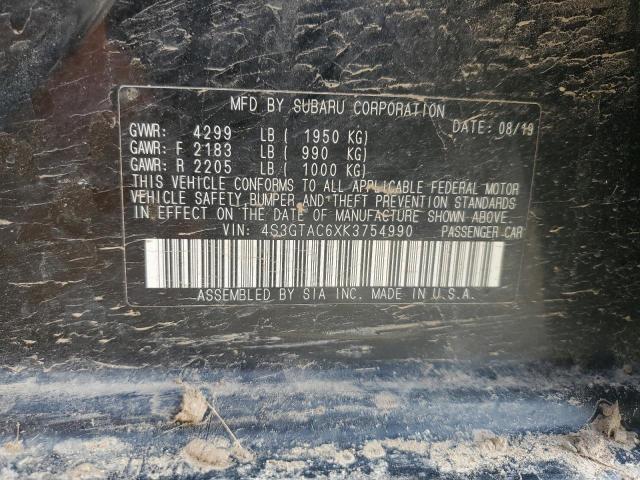 MFD BY SUBARU CORPORATION
DATE: 08/19
GVWR: 4299 LB ( 1950 KG)
GAWR: F 2183 LB ( 990 KG)
GAWR: R 2205 LB ( 1000 KG)
THIS VEHICLE CONFORMS TO ALL APPLICABLE FEDERAL MOTOR
VEHICLE SAFETY, BUMPER AND THEFT PREVENTION STANDARDS
IN EFFECT ON THE DATE OF MANUFACTURE SHOWN ABOVE.
VIN: 4S3GTAC6XK3754990 PASSENGER CAR
ASSEMBLED BY SIA INC. MADE IN U.S.A.